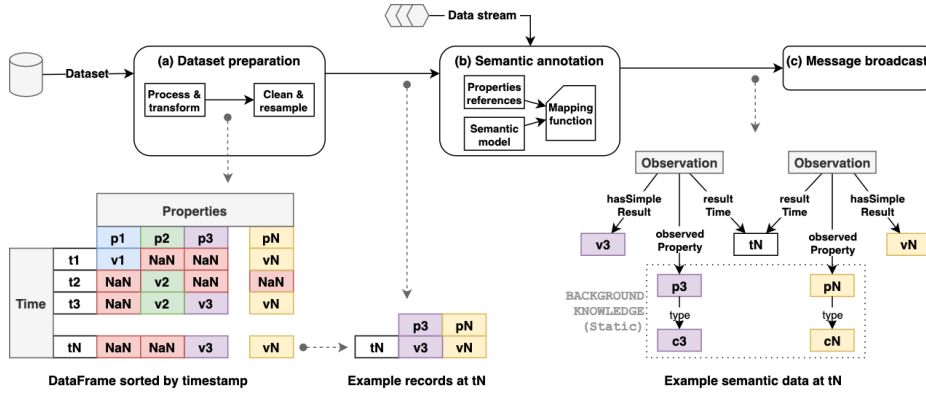 Data stream
Dataset
(a) Dataset preparation
Process &
transform
Clean &
resample
(b) Semantic annotation
Properties
references
Semantic
model
Mapping
function
(c) Message broadcast
Properties
p1 p2 p3 pN
Time
t1 v1 NaN NaN vN
t2 NaN v2 NaN NaN
t3 NaN v2 v3 vN
tN NaN NaN v3 vN
DataFrame sorted by timestamp
p3 pN
tN v3 vN
Example records at tN
Observation Observation
hasSimple
Result
result
Time
result
Time
hasSimple
Result
observed
Property
observed
Property
v3 tN vN
BACKGROUND
KNOWLEDGE
(Static)
p3 pN
type type
c3 cN
Example semantic data at tN